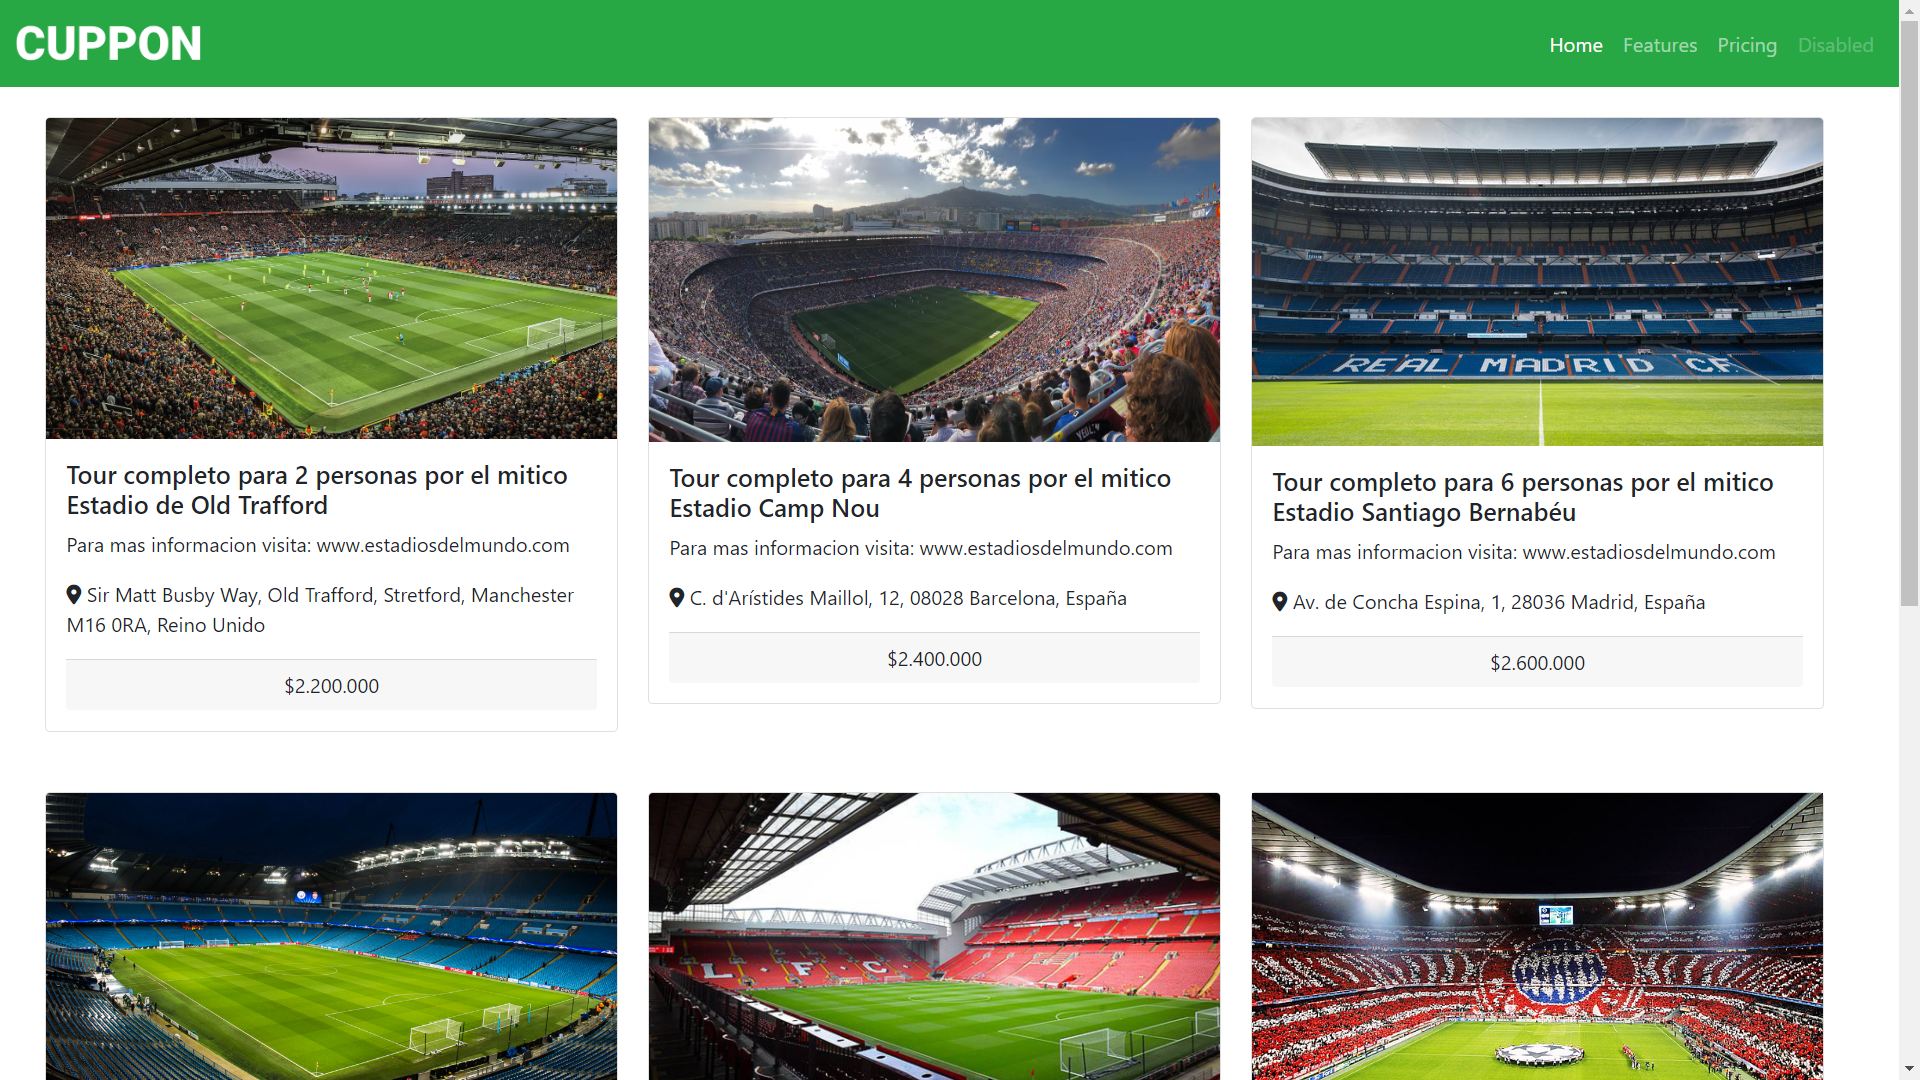 CUPPON
Home Features Pricing Disabled
REAL MADRID CF
Tour completo para 2 personas por el mitico
Estadio de Old Trafford
Para mas informacion visita: www.estadiosdelmundo.com
Sir Matt Busby Way, Old Trafford, Stretford, Manchester
M16 0RA, Reino Unido
$2.200.000
Tour completo para 4 personas por el mitico
Estadio Camp Nou
Para mas informacion visita: www.estadiosdelmundo.com
C. d'Arístides Maillol, 12, 08028 Barcelona, España
$2.400.000
Tour completo para 6 personas por el mitico
Estadio Santiago Bernabéu
Para mas informacion visita: www.estadiosdelmundo.com
Av. de Concha Espina, 1, 28036 Madrid, España
$2.600.000
L.F.C